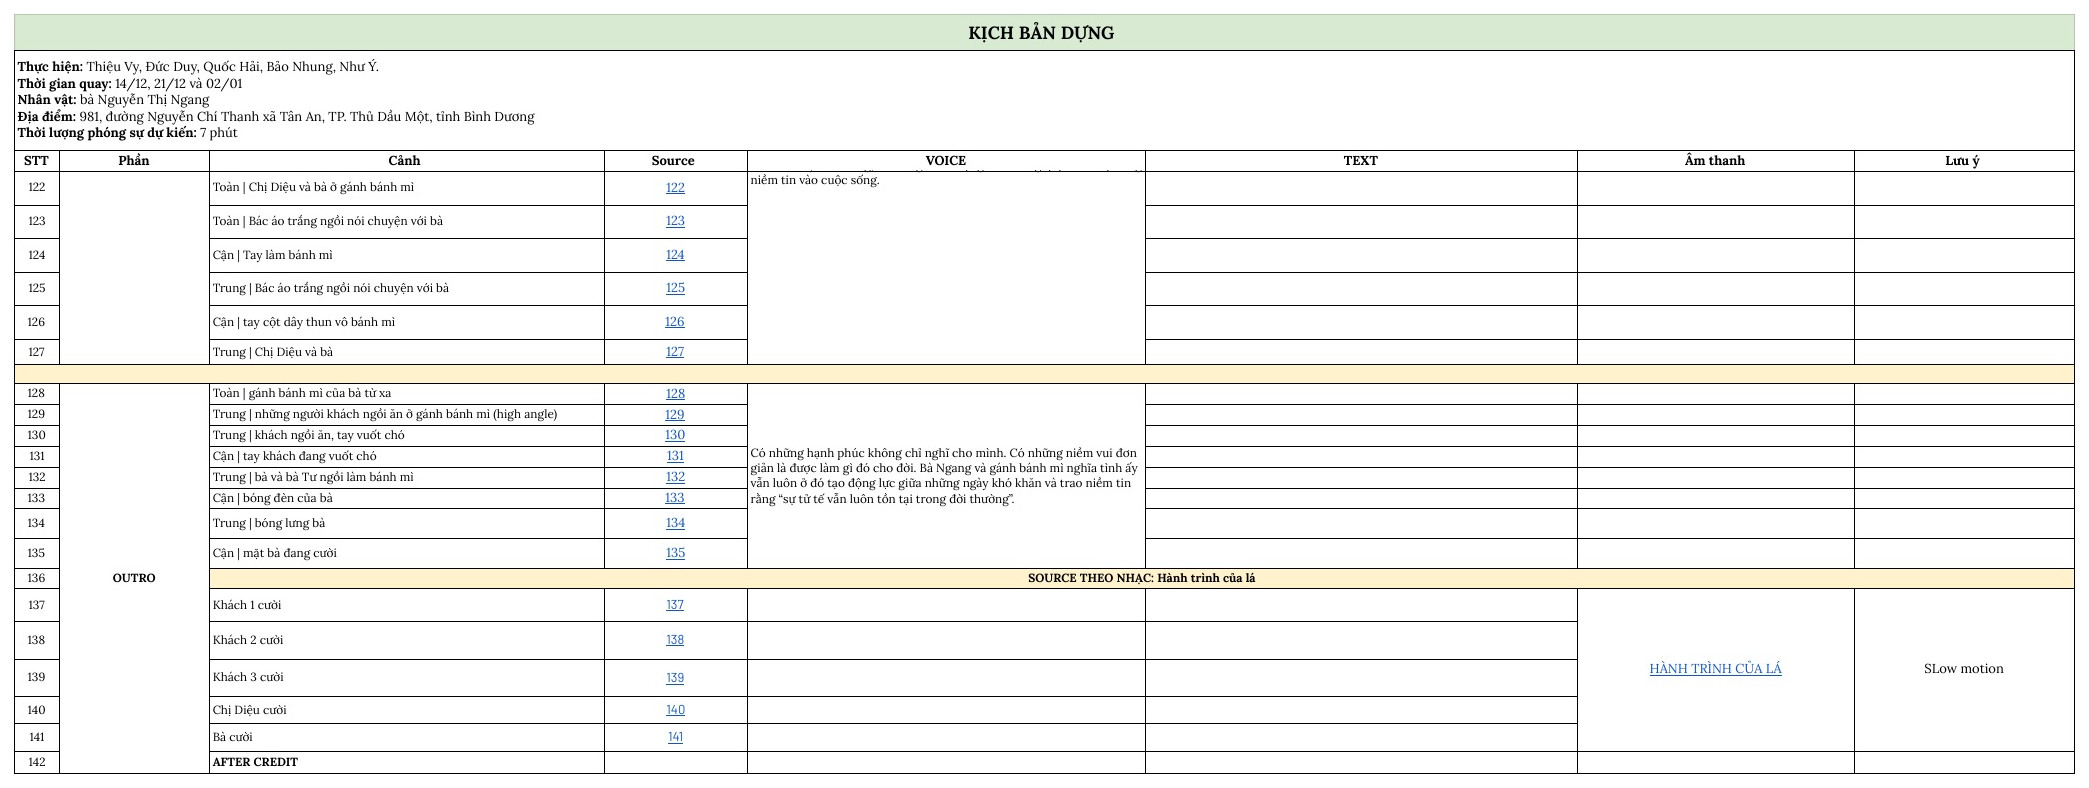 KỊCH BẢN DỰNG
Thực hiện: Thiệu Vy, Đức Duy, Quốc Hải, Bảo Nhung, Như Ý.
Thời gian quay: 14/12, 21/12 và 02/01
Nhân vật: bà Nguyễn Thị Ngang
Địa điểm: 981, đường Nguyễn Chí Thanh xã Tân An, TP. Thủ Dầu Một, tỉnh Bình Dương
Thời lượng phóng sự dự kiến: 7 phút
STT Phần Cảnh Source VOICE TEXT Âm thanh Lưu ý
niềm tin vào cuộc sống.
122 Toàn | Chị Diệu và bà ở gánh bánh mì 122
123 Toàn | Bác áo trắng ngồi nói chuyện với bà 123
124 Cận | Tay làm bánh mì 124
125 Trung | Bác áo trắng ngồi nói chuyện với bà 125
126 Cận | tay cột dây thun vô bánh mì 126
127 Trung | Chị Diệu và bà 127
128 Toàn | gánh bánh mì của bà từ xa 128
129 Trung | những người khách ngồi ăn ở gánh bánh mì (high angle) 129
130 Trung | khách ngồi ăn, tay vuốt chó 130
131 Cận | tay khách đang vuốt chó 131
132 Trung | bà và bà Tư ngồi làm bánh mì 132
133 Cận | bóng đèn của bà 133
134 Trung | bóng lưng bà 134
135 Cận | mặt bà đang cười 135
Có những hạnh phúc không chỉ nghĩ cho mình. Có những niềm vui đơn
giản là được làm gì đó cho đời. Bà Ngang và gánh bánh mì nghĩa tình ấy
vẫn luôn ở đó tạo động lực giữa những ngày khó khăn và trao niềm tin
rằng “sự tử tế vẫn luôn tồn tại trong đời thường”.
136 OUTRO SOURCE THEO NHẠC: Hành trình của lá
137 Khách 1 cười 137
138 Khách 2 cười 138
139 Khách 3 cười 139
HÀNH TRÌNH CỦA LÁ SLow motion
140 Chị Diệu cười 140
141 Bà cười 141
142 AFTER CREDIT